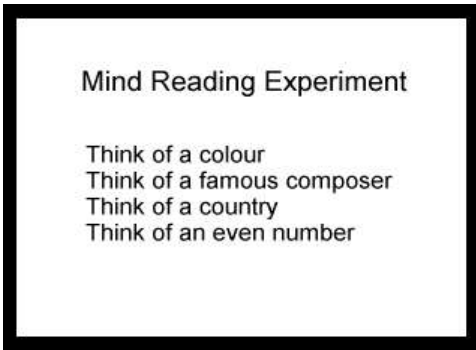 Mind Reading Experiment
Think of a colour
Think of a famous composer
Think of a country
Think of an even number